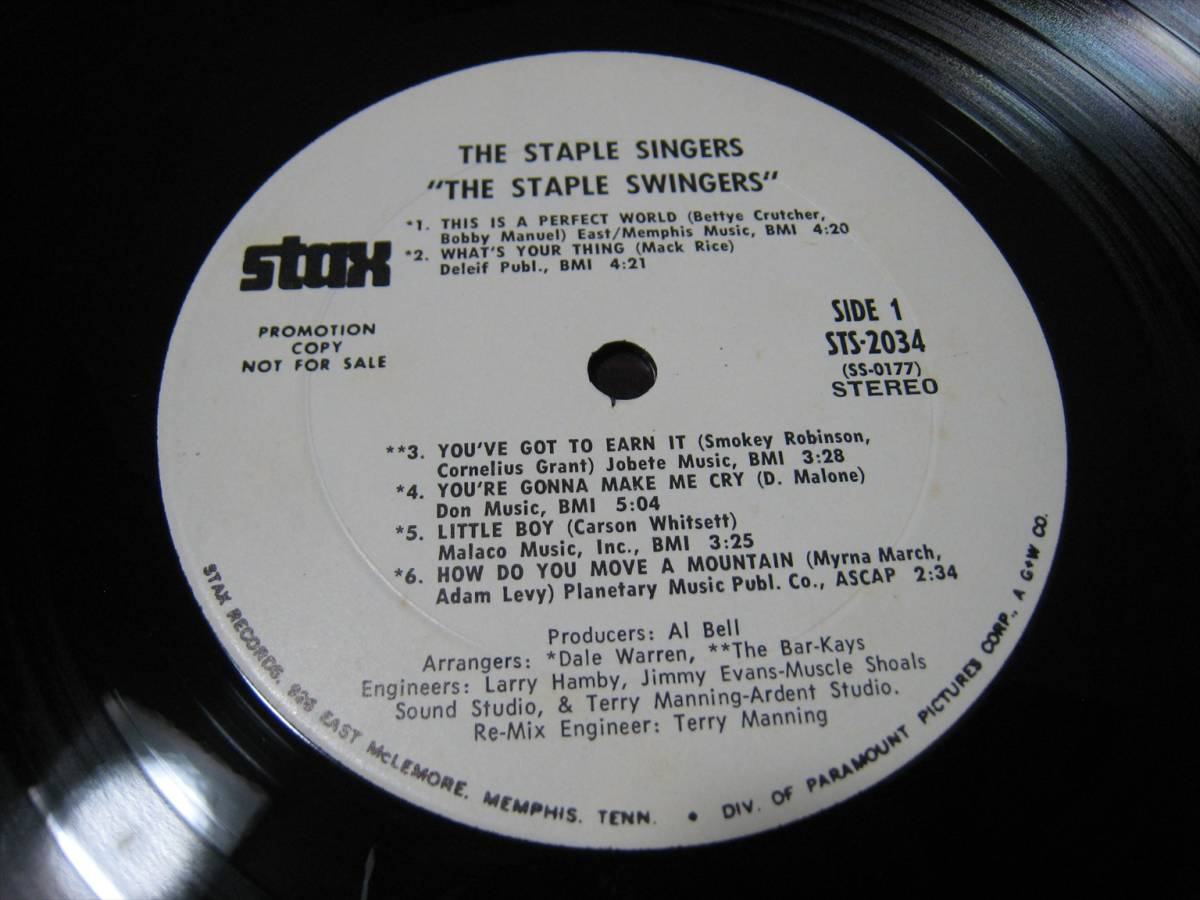 THE STAPLE SINGERS
"THE STAPLE SWINGERS"
*1. THIS IS A PERFECT WORLD (Bettye Crutcher,
Bobby Manuel) East/Memphis Music, BMI 4:20
*2. WHAT'S YOUR THING (Mack Rice)
Deleif Publ., BMI 4:21
stax
PROMOTION
COPY
NOT FOR SALE
SIDE 1
STS-2034
(SS-0177)
STEREO
**3. YOU'VE GOT TO EARN IT (Smokey Robinson,
Cornelius Grant) Jobete Music, BMI 3:28
*4. YOU'RE GONNA MAKE ME CRY (D. Malone)
Don Music, BMI 5:04
*5. LITTLE BOY (Carson Whitsett)
Malaco Music, Inc., BMI 3:25
*6. HOW DO YOU MOVE A MOUNTAIN (Myrna March,
Adam Levy) Planetary Music Publ. Co., ASCAP 2:34
Producers: Al Bell
Arrangers: *Dale Warren, **The Bar-Kays
Engineers: Larry Hamby, Jimmy Evans-Muscle Shoals
Sound Studio, & Terry Manning-Ardent Studio.
Re-Mix Engineer: Terry Manning
STAX RECORDS, 926 EAST McLEMORE, MEMPHIS, TENN. • DIV. OF PARAMOUNT PICTURES CORP., A G+W CO.